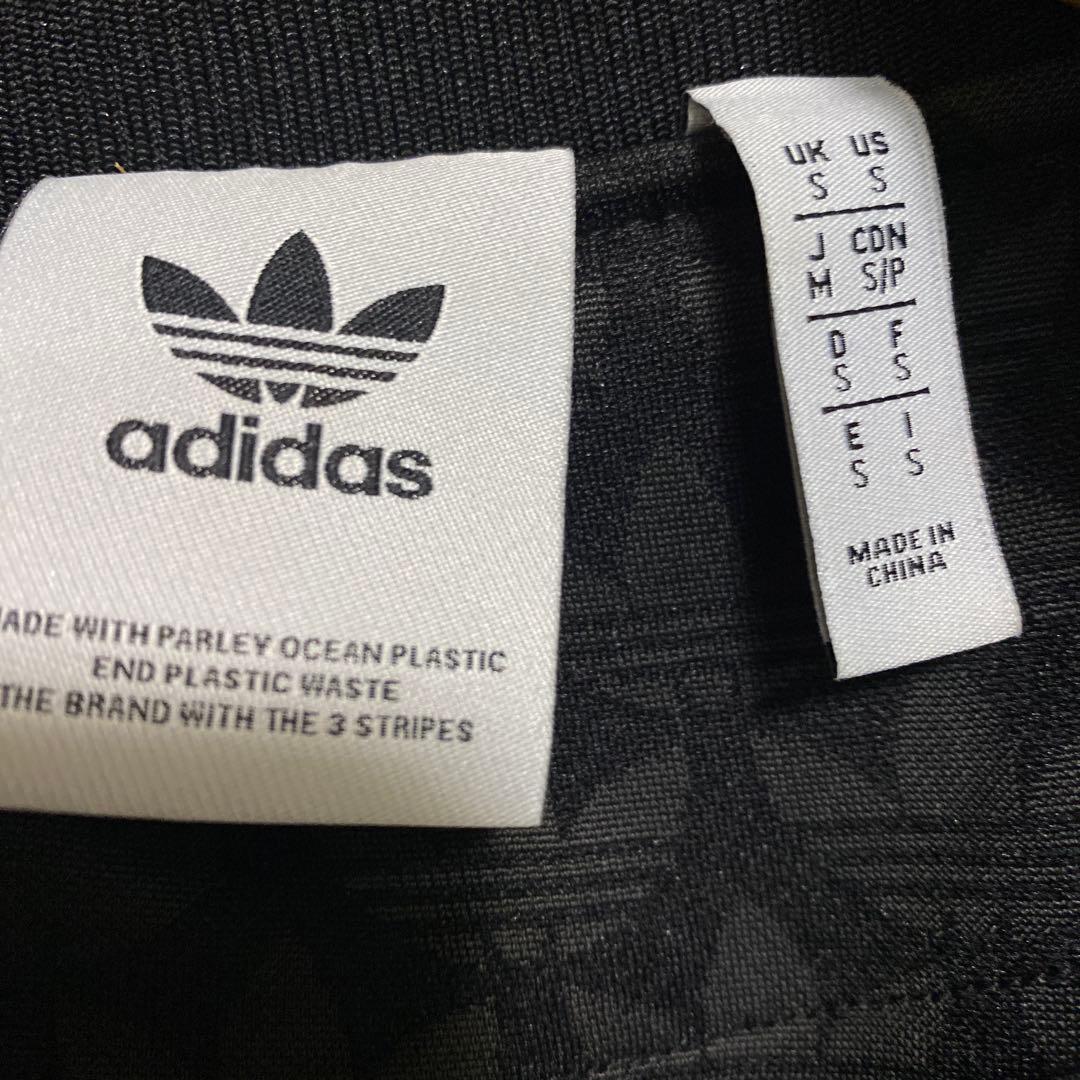 adidas
WITH PARLEY OCEAN PLASTIC
END PLASTIC WASTE
THE BRAND WITH THE 3 STRIPES
UK US
S S
J CDN
M S/P
D F
S S
E I
S S
MADE IN
CHINA